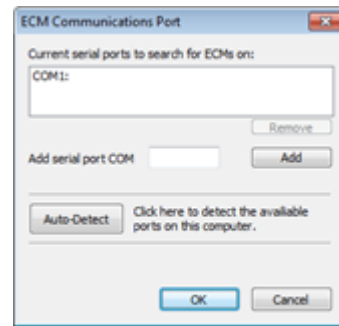 ECM Communications Port
Current serial ports to search for ECMs on:
COM1:
Remove
Add serial port COM
Add
Auto-Detect
Click here to detect the available
ports on this computer.
OK
Cancel